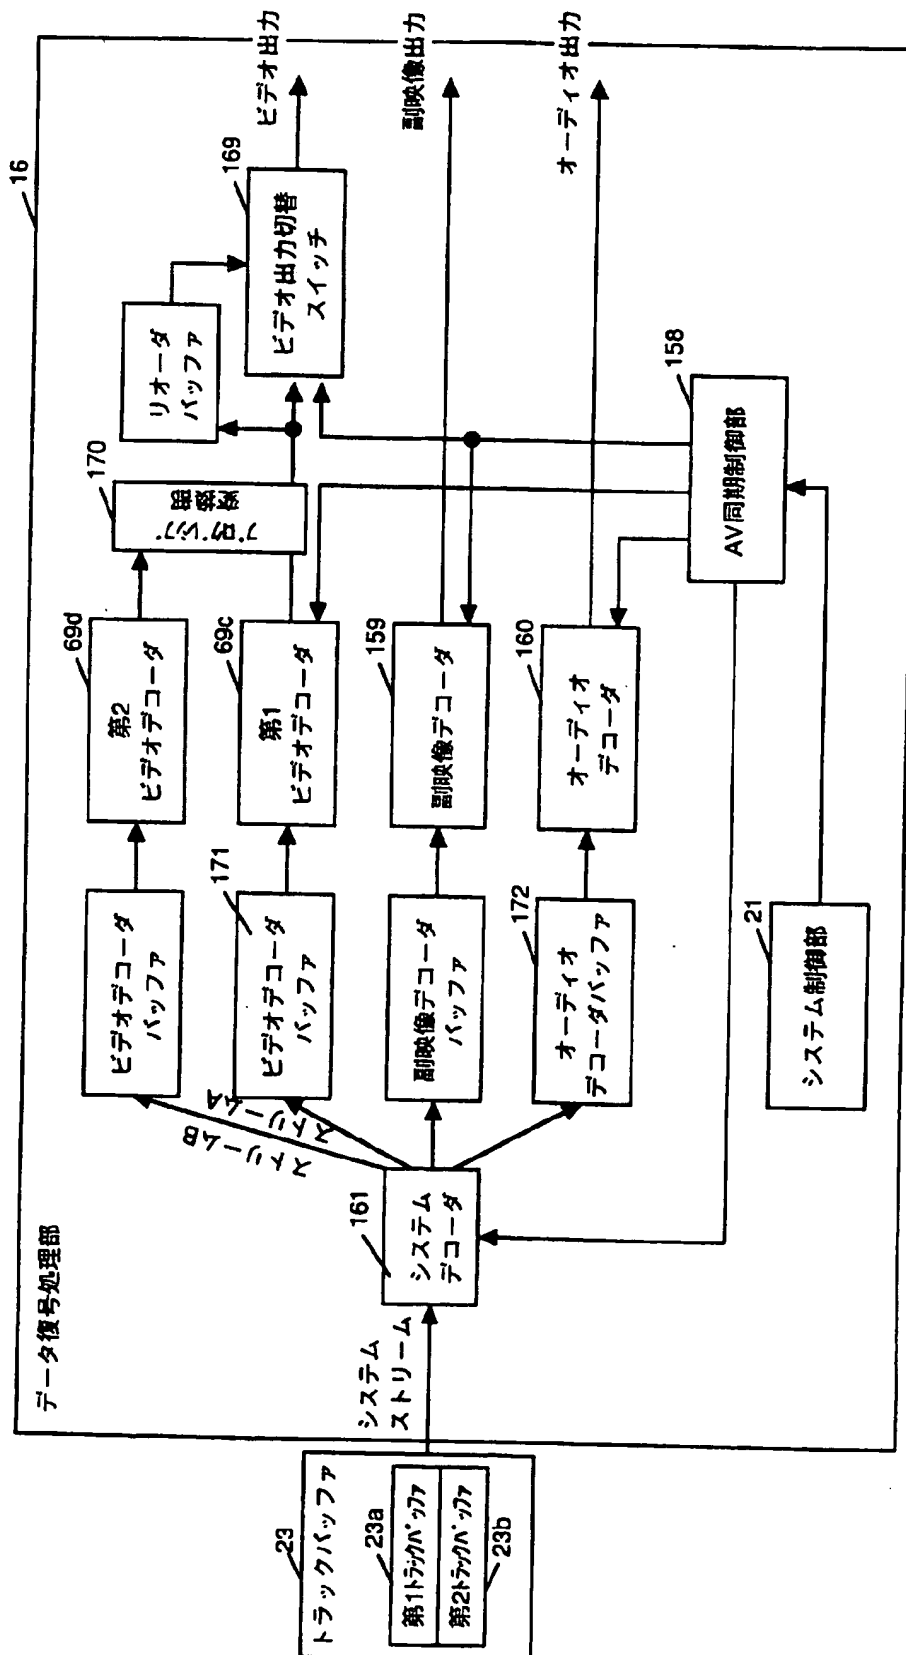 データ復号処理部
16
23
トラックバッファ
23a
第1トラックバッファ
第2トラックバッファ
23b
システム
ストリーム
161
システム
デコーダ
ストリームB
ストリームA
ビデオデコーダ
バッファ
171
ビデオデコーダ
バッファ
副映像デコーダ
バッファ
172
オーディオ
デコーダバッファ
21
システム制御部
69d
第2
ビデオデコーダ
69c
第1
ビデオデコーダ
159
副映像デコーダ
160
オーディオ
デコーダ
170
プログレッシブ
変換器
リオーダ
バッファ
169
ビデオ出力切替
スイッチ
158
AV同期制御部
ビデオ出力
副映像出力
オーディオ出力